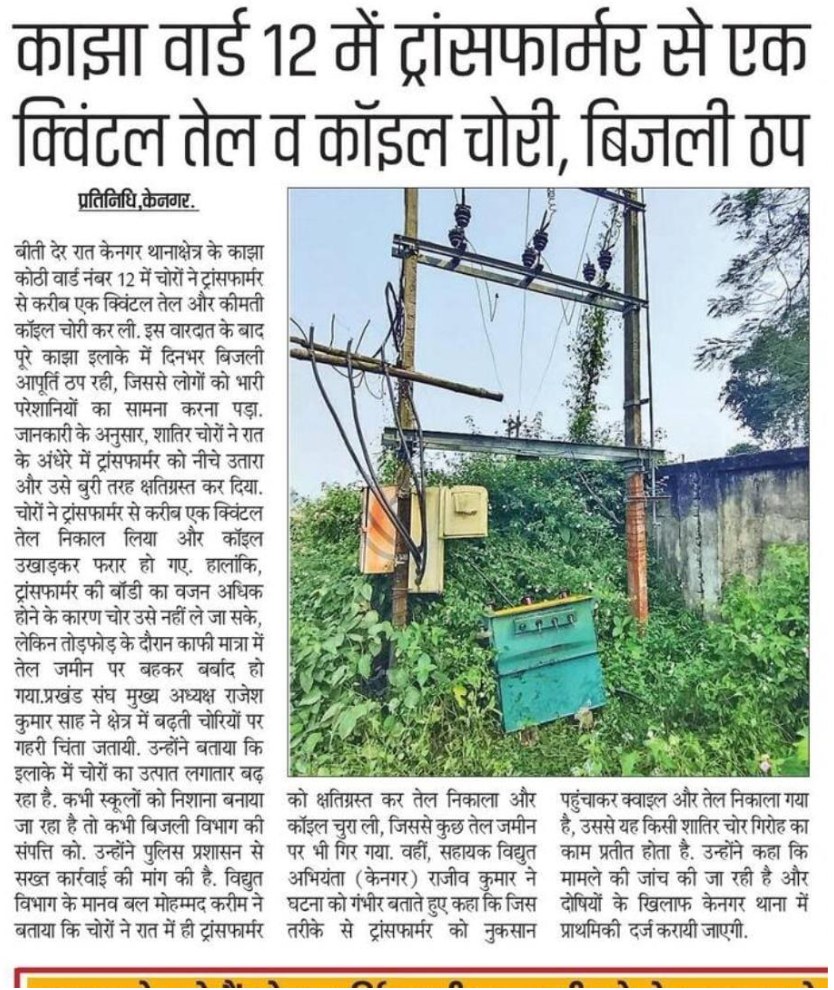 काझा वार्ड 12 में ट्रांसफार्मर से एक
क्विंटल तेल व कॉइल चोरी, बिजली ठप
प्रतिनिधि,केनगर.
बीती देर रात केनगर थानाक्षेत्र के काझा
कोठी वार्ड नंबर 12 में चोरों ने ट्रांसफार्मर
से करीब एक क्विंटल तेल और कीमती
कॉइल चोरी कर ली. इस वारदात के बाद
पूरे काझा इलाके में दिनभर बिजली
आपूर्ति ठप रही, जिससे लोगों को भारी
परेशानियों का सामना करना पड़ा.
जानकारी के अनुसार, शातिर चोरों ने रात
के अंधेरे में ट्रांसफार्मर को नीचे उतारा
और उसे बुरी तरह क्षतिग्रस्त कर दिया.
चोरों ने ट्रांसफार्मर से करीब एक क्विंटल
तेल निकाल लिया और कॉइल
उखाड़कर फरार हो गए. हालांकि,
ट्रांसफार्मर की बॉडी का वजन अधिक
होने के कारण चोर उसे नहीं ले जा सके,
लेकिन तोड़फोड़ के दौरान काफी मात्रा में
तेल जमीन पर बहकर बर्बाद हो
गया.प्रखंड संघ मुख्य अध्यक्ष राजेश
कुमार साह ने क्षेत्र में बढ़ती चोरियों पर
गहरी चिंता जतायी. उन्होंने बताया कि
इलाके में चोरों का उत्पात लगातार बढ़
रहा है. कभी स्कूलों को निशाना बनाया
जा रहा है तो कभी बिजली विभाग की
संपत्ति को. उन्होंने पुलिस प्रशासन से
सख्त कार्रवाई की मांग की है. विद्युत
विभाग के मानव बल मोहम्मद करीम ने
बताया कि चोरों ने रात में ही ट्रांसफार्मर
को क्षतिग्रस्त कर तेल निकाला और
कॉइल चुरा ली, जिससे कुछ तेल जमीन
पर भी गिर गया. वहीं, सहायक विद्युत
अभियंता (केनगर) राजीव कुमार ने
घटना को गंभीर बताते हुए कहा कि जिस
तरीके से ट्रांसफार्मर को नुकसान
पहुंचाकर क्वाइल और तेल निकाला गया
है, उससे यह किसी शातिर चोर गिरोह का
काम प्रतीत होता है. उन्होंने कहा कि
मामले की जांच की जा रही है और
दोषियों के खिलाफ केनगर थाना में
प्राथमिकी दर्ज करायी जाएगी.